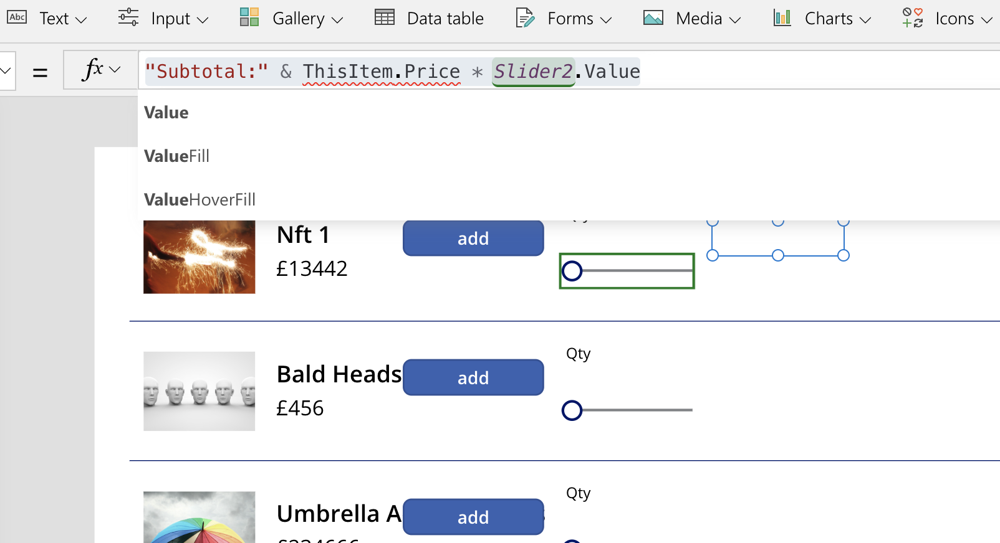 Abc Text Input Gallery Data table Forms Media Charts Icons
= fx "Subtotal:" & ThisItem.Price * Slider2.Value
Value
ValueFill
ValueHoverFill
Nft 1
add
£13442
Qty
Bald Heads
add
£456
Qty
Umbrella A
add